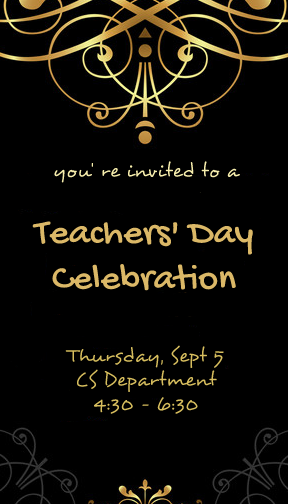 you' re invited to a
Teachers' Day
Celebration
Thursday, Sept 5
CS Department
4:30 - 6:30